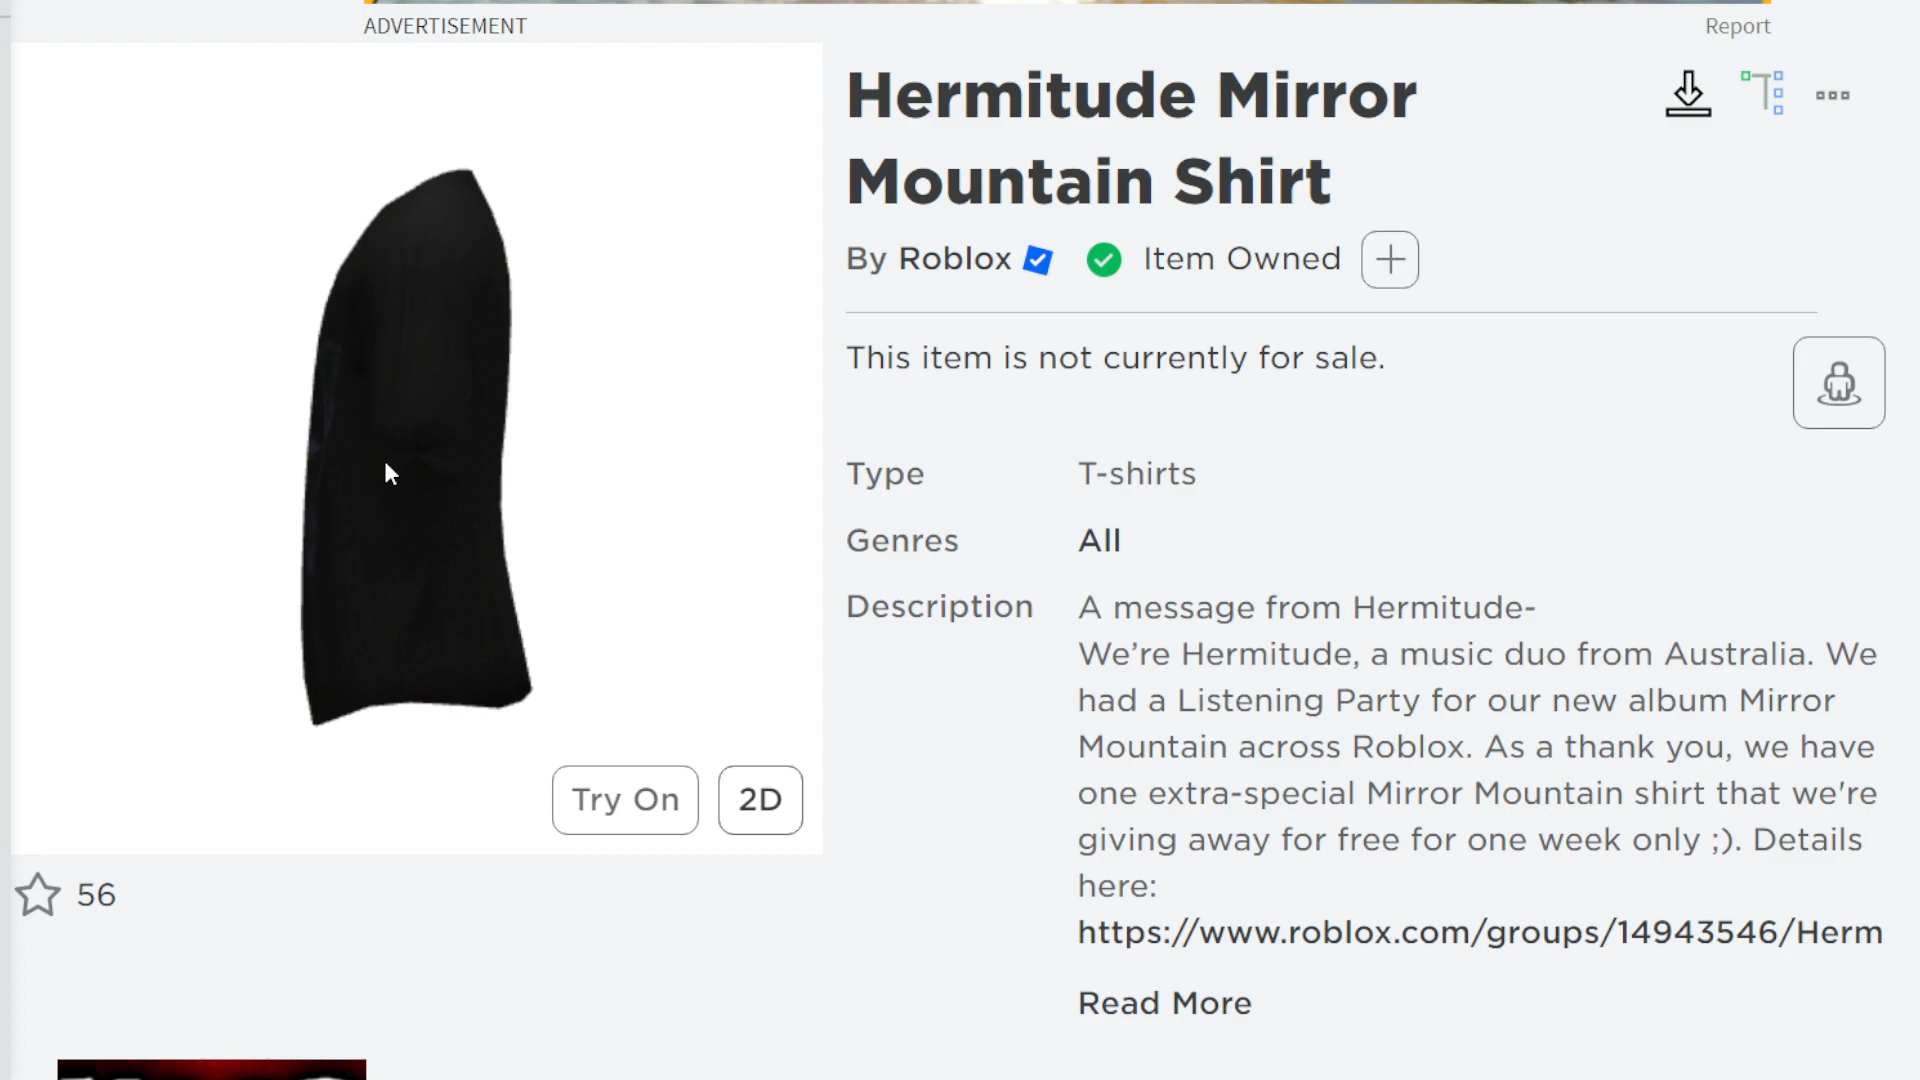 ADVERTISEMENT
Report
Hermitude Mirror
Mountain Shirt
By Roblox
Item Owned
This item is not currently for sale.
Type
T-shirts
Genres
All
Description
A message from Hermitude-
We’re Hermitude, a music duo from Australia. We
had a Listening Party for our new album Mirror
Mountain across Roblox. As a thank you, we have
one extra-special Mirror Mountain shirt that we're
giving away for free for one week only ;). Details
here:
https://www.roblox.com/groups/14943546/Herm
Read More
Try On
2D
56